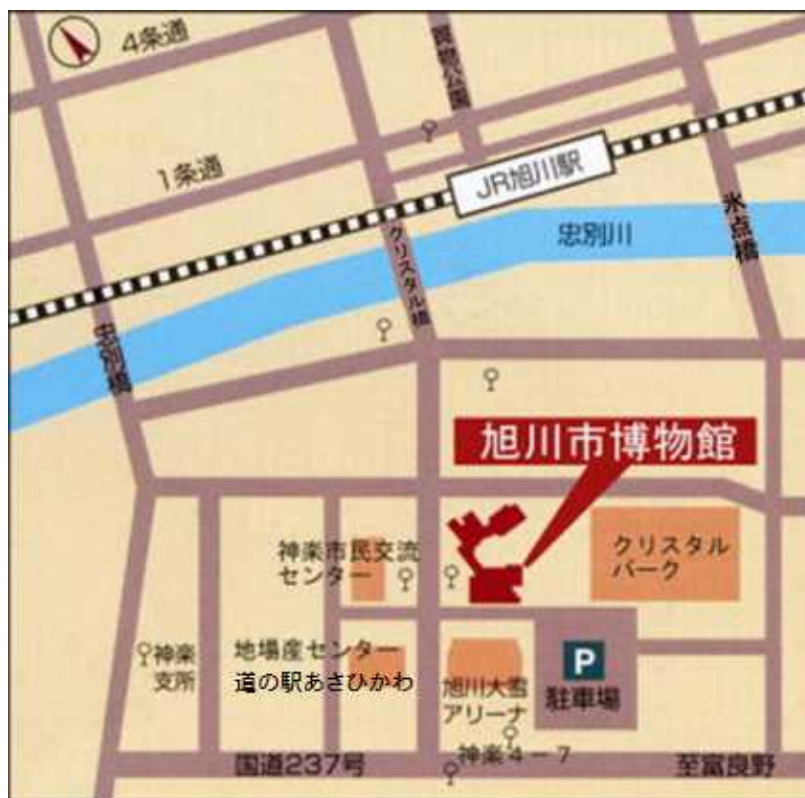 4条通
買物公園
1条通
JR旭川駅
氷点橋
忠別川
クリスタル橋
忠別橋
旭川市博物館
神楽市民交流
センター
クリスタル
パーク
神楽
支所
地場産センター
道の駅あさひかわ
旭川大雪
アリーナ
P
駐車場
神楽4－7
国道237号
至富良野